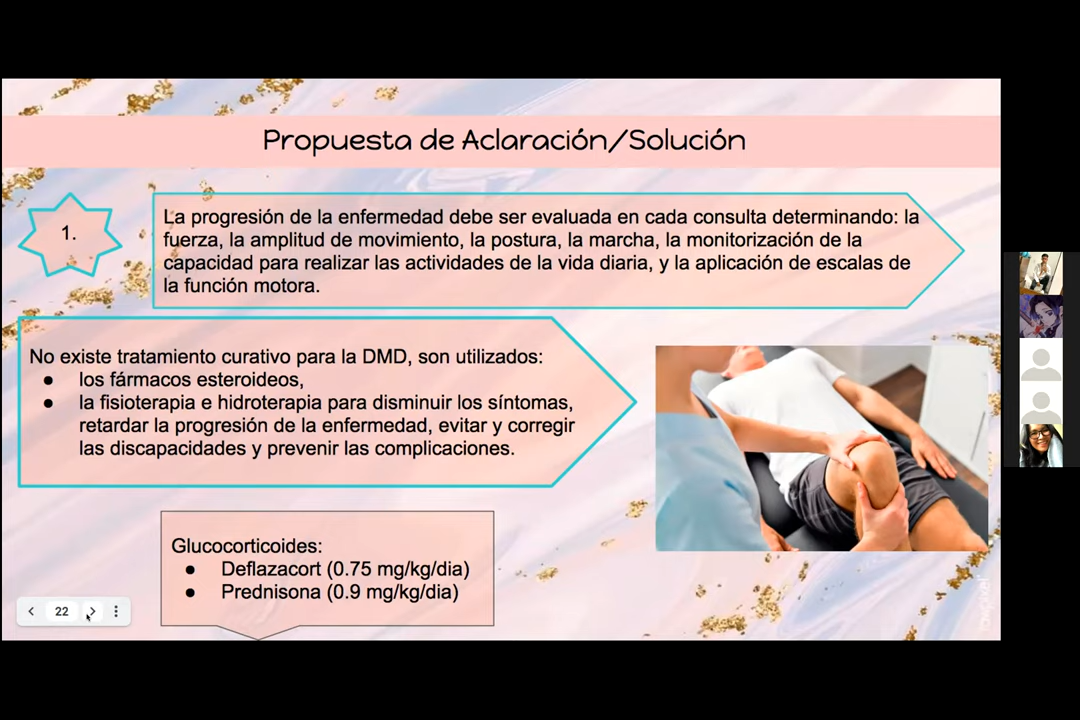 Propuesta de Aclaración/Solución
1.
La progresión de la enfermedad debe ser evaluada en cada consulta determinando: la
fuerza, la amplitud de movimiento, la postura, la marcha, la monitorización de la
capacidad para realizar las actividades de la vida diaria, y la aplicación de escalas de
la función motora.
No existe tratamiento curativo para la DMD, son utilizados:
● los fármacos esteroideos,
● la fisioterapia e hidroterapia para disminuir los síntomas,
retardar la progresión de la enfermedad, evitar y corregir
las discapacidades y prevenir las complicaciones.
Glucocorticoides:
● Deflazacort (0.75 mg/kg/dia)
● Prednisona (0.9 mg/kg/dia)
22